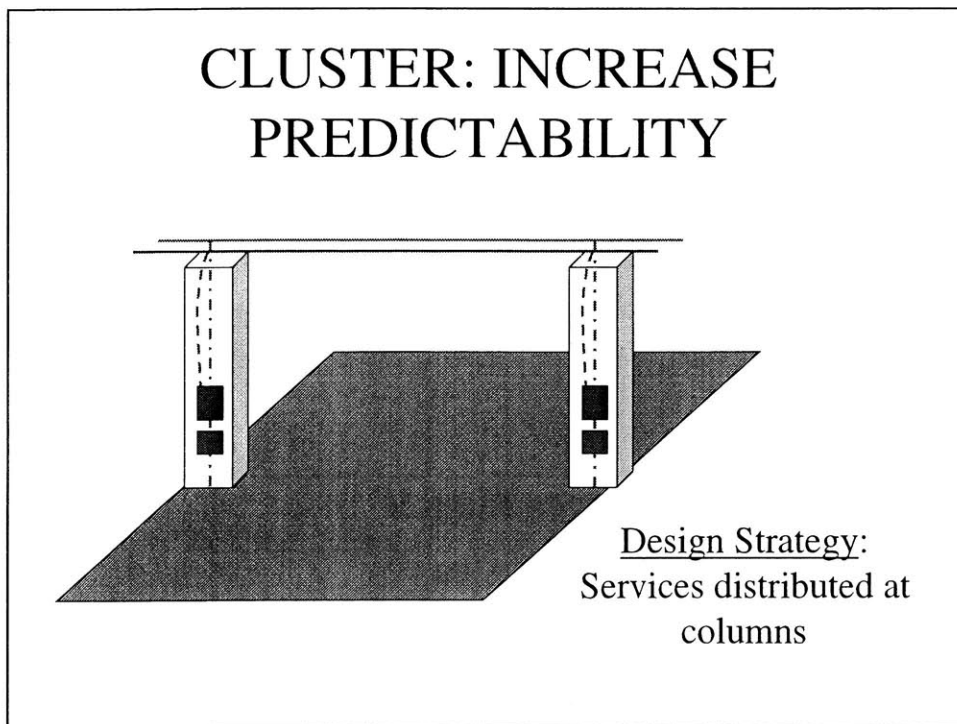 CLUSTER: INCREASE
PREDICTABILITY
Design Strategy:
Services distributed at
columns